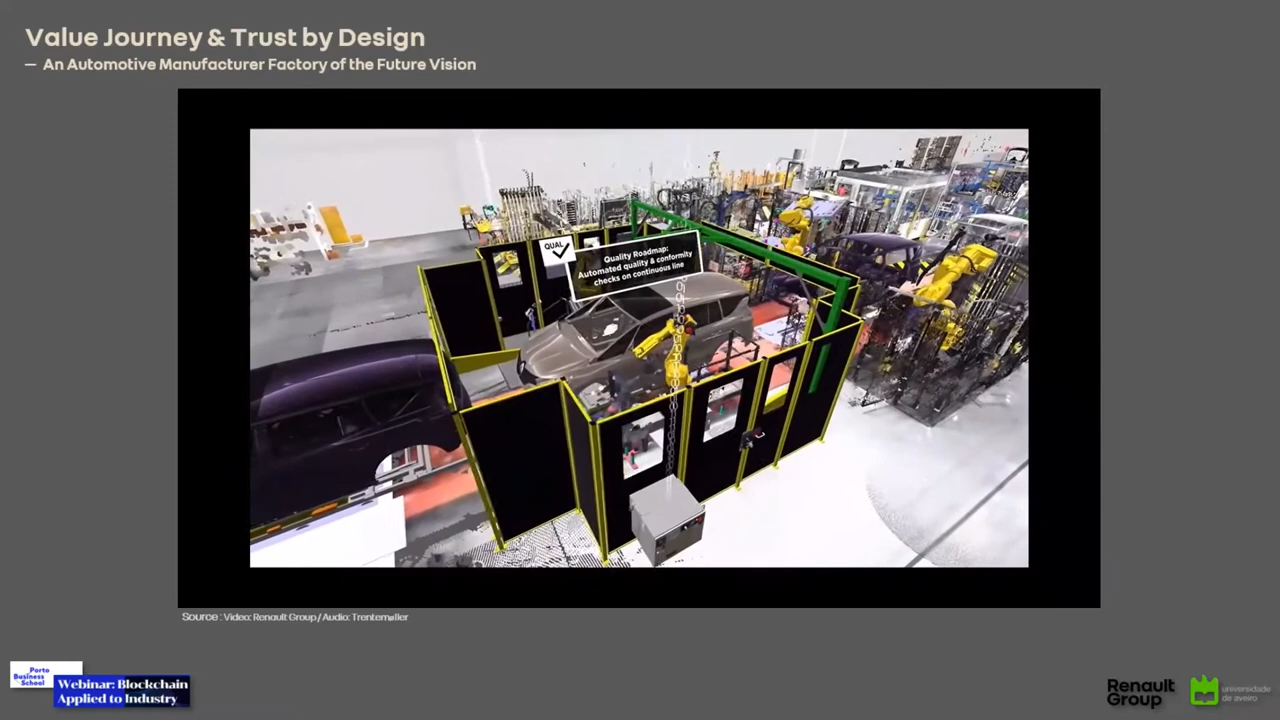 Value Journey & Trust by Design
— An Automotive Manufacturer Factory of the Future Vision
QUAL
Quality Roadmap:
Automated quality & conformity
checks on continuous line
Source : Video: Renault Group / Audio: Trentemøller
Porto
Business
School
Webinar: Blockchain
Applied to Industry
Renault
Group
universidade
de aveiro